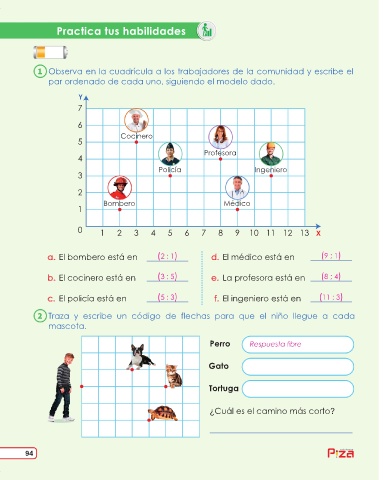 Practica tus habilidades
1 Observa en la cuadrícula a los trabajadores de la comunidad y escribe el
par ordenado de cada uno, siguiendo el modelo dado.
Y
7
6
Cocinero
5
Profesora
4
Policía
Ingeniero
3
2
Bombero
Médico
1
0 1 2 3 4 5 6 7 8 9 10 11 12 13 X
a. El bombero está en (2 ; 1)
d. El médico está en (9 ; 1)
b. El cocinero está en (3 ; 5)
e. La profesora está en (8 ; 4)
c. El policía está en (5 ; 3)
f. El ingeniero está en (11 ; 3)
2 Traza y escribe un código de flechas para que el niño llegue a cada
mascota.
Perro Respuesta libre
Gato
Tortuga
¿Cuál es el camino más corto?
94
Piza